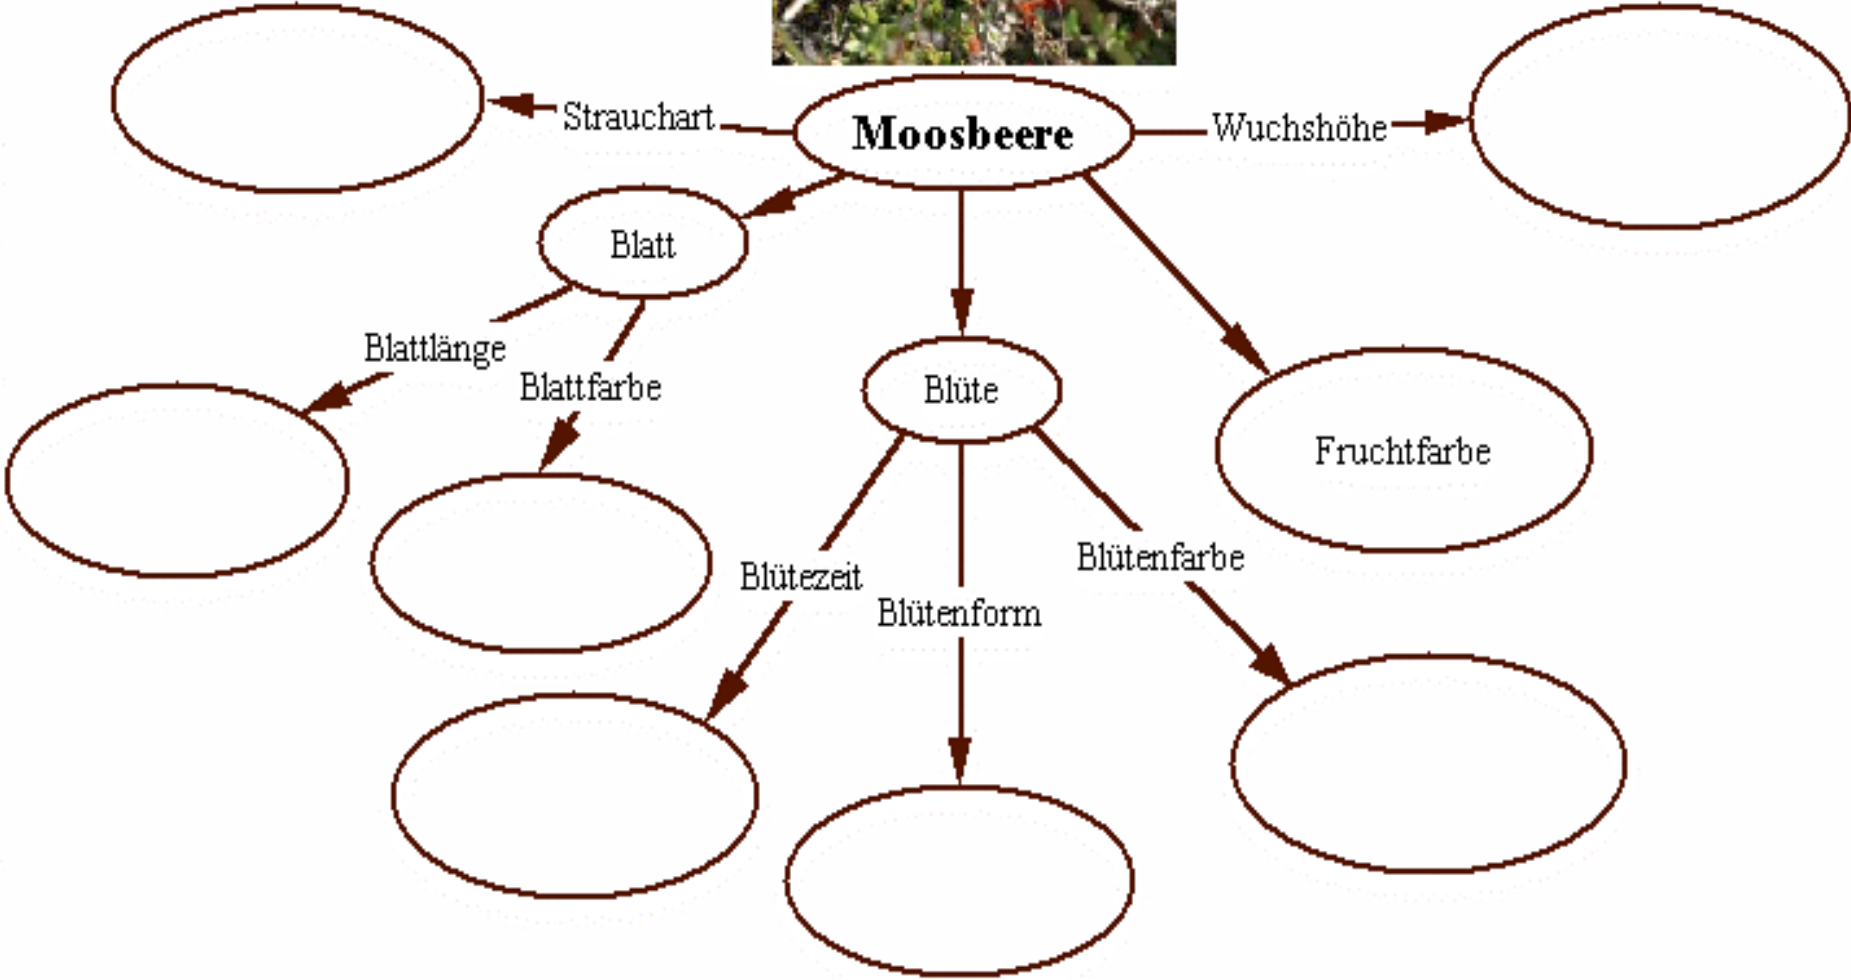 Strauchart
Moosbeere
Wuchshöhe
Blatt
Blattlänge
Blattfarbe
Blüte
Fruchtfarbe
Blütezeit
Blütenform
Blütenfarbe